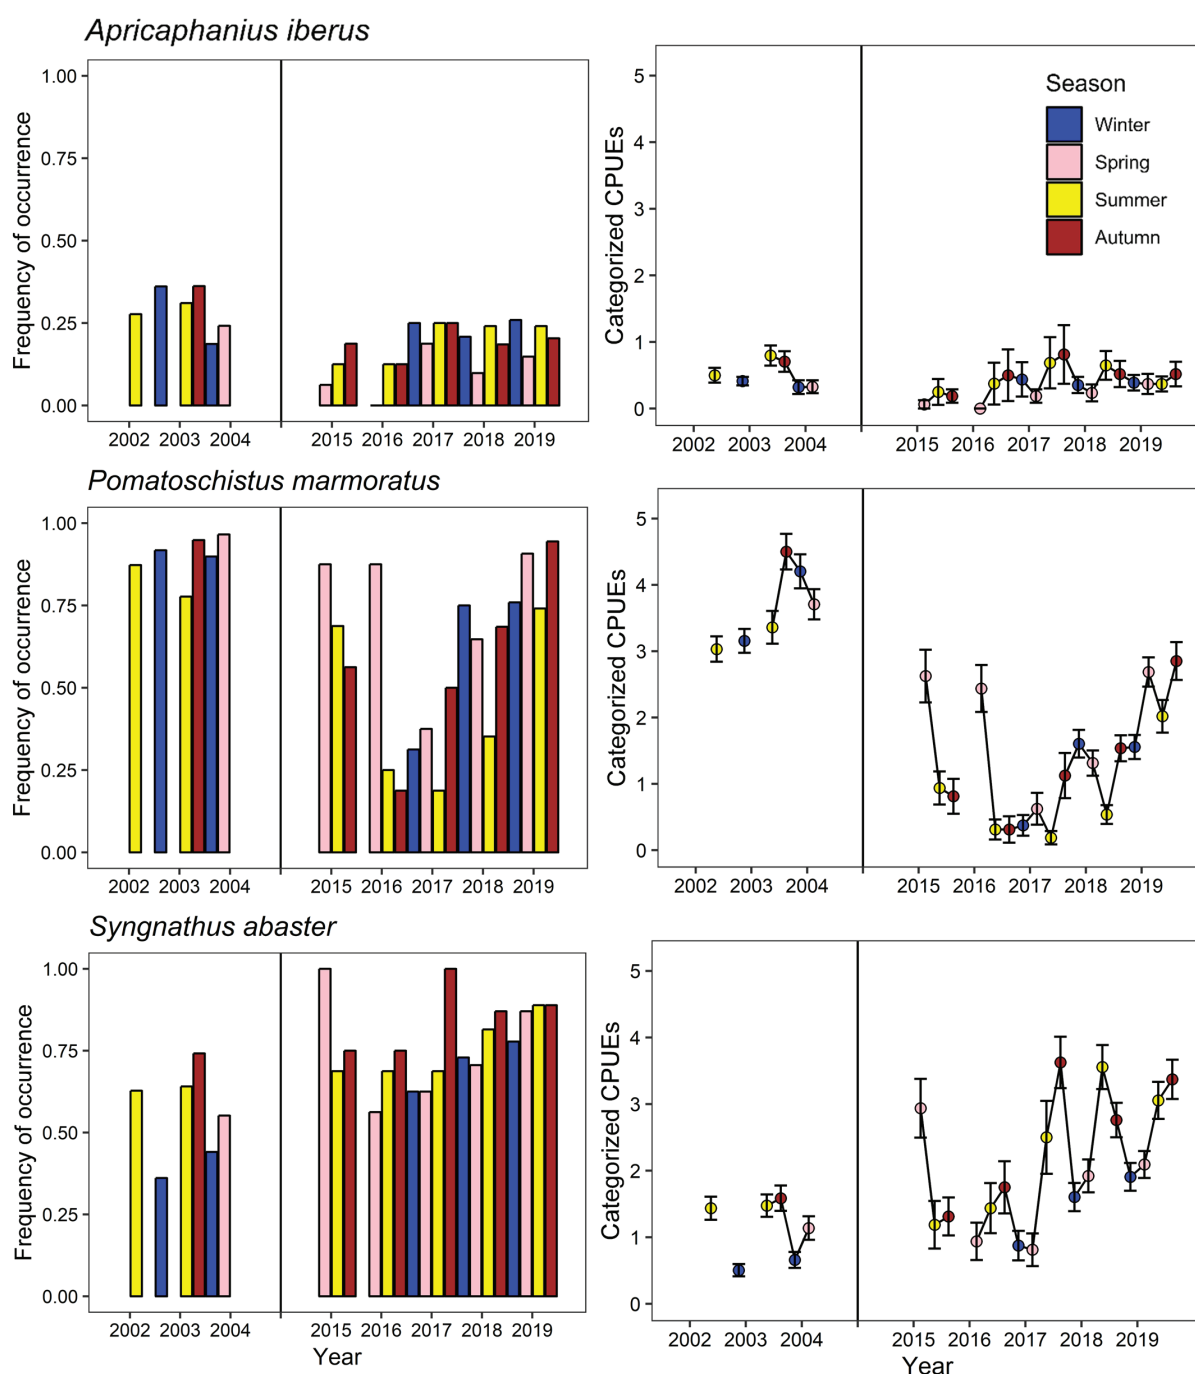 Apricaphanius iberus
Frequency of occurrence
1.00
0.75
0.50
0.25
0.00
2002 2003 2004 2015 2016 2017 2018 2019
Categorized CPUEs
5
4
3
2
1
0
2002 2003 2004 2015 2016 2017 2018 2019
Season
Winter
Spring
Summer
Autumn
Pomatoschistus marmoratus
Frequency of occurrence
1.00
0.75
0.50
0.25
0.00
2002 2003 2004 2015 2016 2017 2018 2019
Categorized CPUEs
5
4
3
2
1
0
2002 2003 2004 2015 2016 2017 2018 2019
Syngnathus abaster
Frequency of occurrence
1.00
0.75
0.50
0.25
0.00
2002 2003 2004 2015 2016 2017 2018 2019
Year
Categorized CPUEs
5
4
3
2
1
0
2002 2003 2004 2015 2016 2017 2018 2019
Year